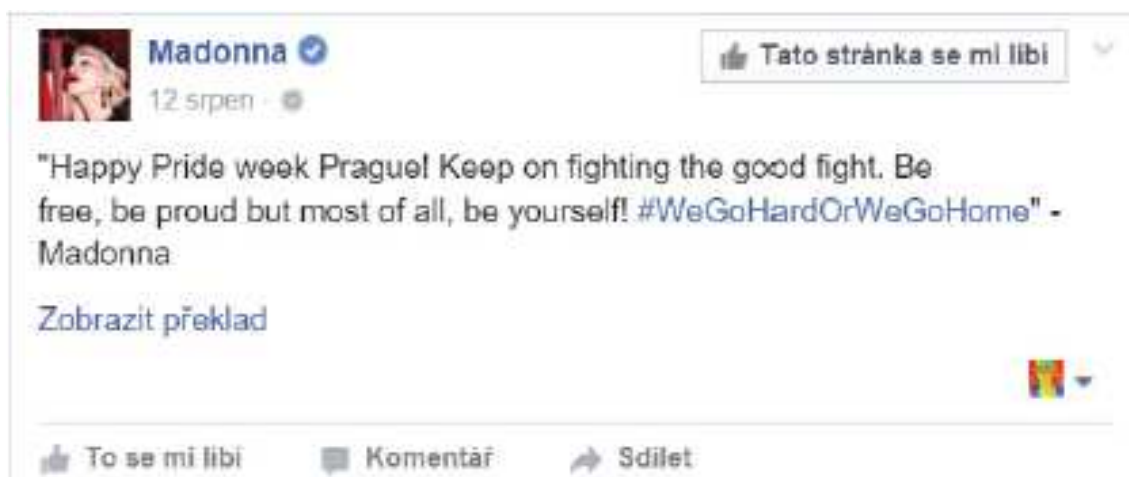 Madonna
Tato stránka se mi líbí
12 srpen ·
"Happy Pride week Prague! Keep on fighting the good fight. Be
free, be proud but most of all, be yourself! #WeGoHardOrWeGoHome" -
Madonna
Zobrazit překlad
To se mi líbí
Komentář
Sdílet